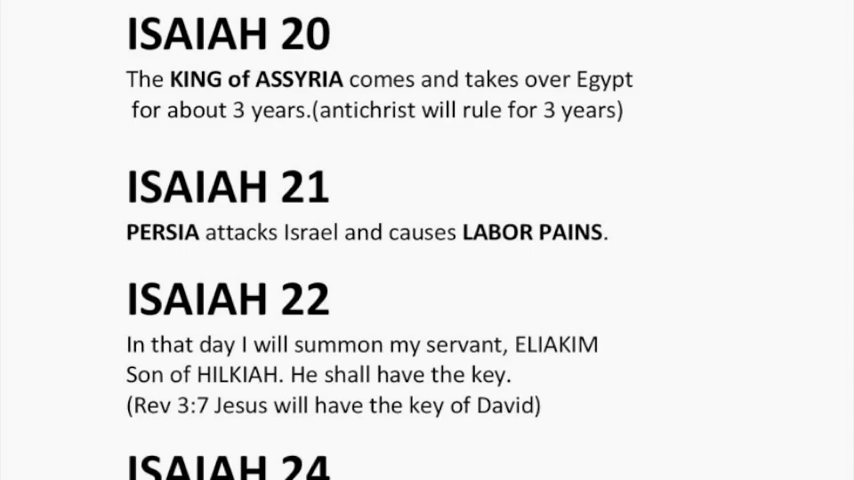 ISAIAH 20
The KING of ASSYRIA comes and takes over Egypt
for about 3 years.(antichrist will rule for 3 years)
ISAIAH 21
PERSIA attacks Israel and causes LABOR PAINS.
ISAIAH 22
In that day I will summon my servant, ELIAKIM
Son of HILKIAH. He shall have the key.
(Rev 3:7 Jesus will have the key of David)
ISAIAH 24